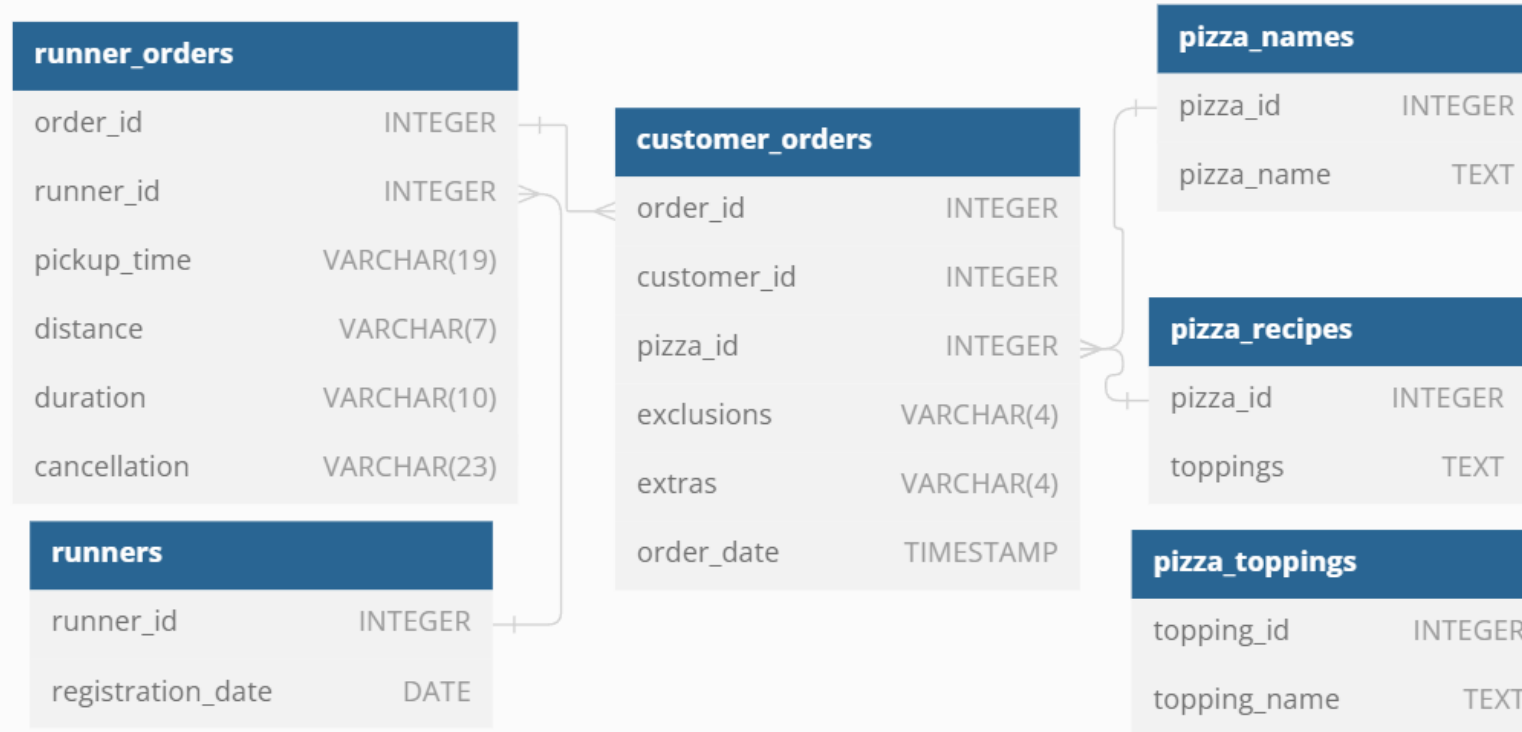 runner_orders
order_id INTEGER
runner_id INTEGER
pickup_time VARCHAR(19)
distance VARCHAR(7)
duration VARCHAR(10)
cancellation VARCHAR(23)
runners
runner_id INTEGER
registration_date DATE
customer_orders
order_id INTEGER
customer_id INTEGER
pizza_id INTEGER
exclusions VARCHAR(4)
extras VARCHAR(4)
order_date TIMESTAMP
pizza_names
pizza_id INTEGER
pizza_name TEXT
pizza_recipes
pizza_id INTEGER
toppings TEXT
pizza_toppings
topping_id INTEGER
topping_name TEXT